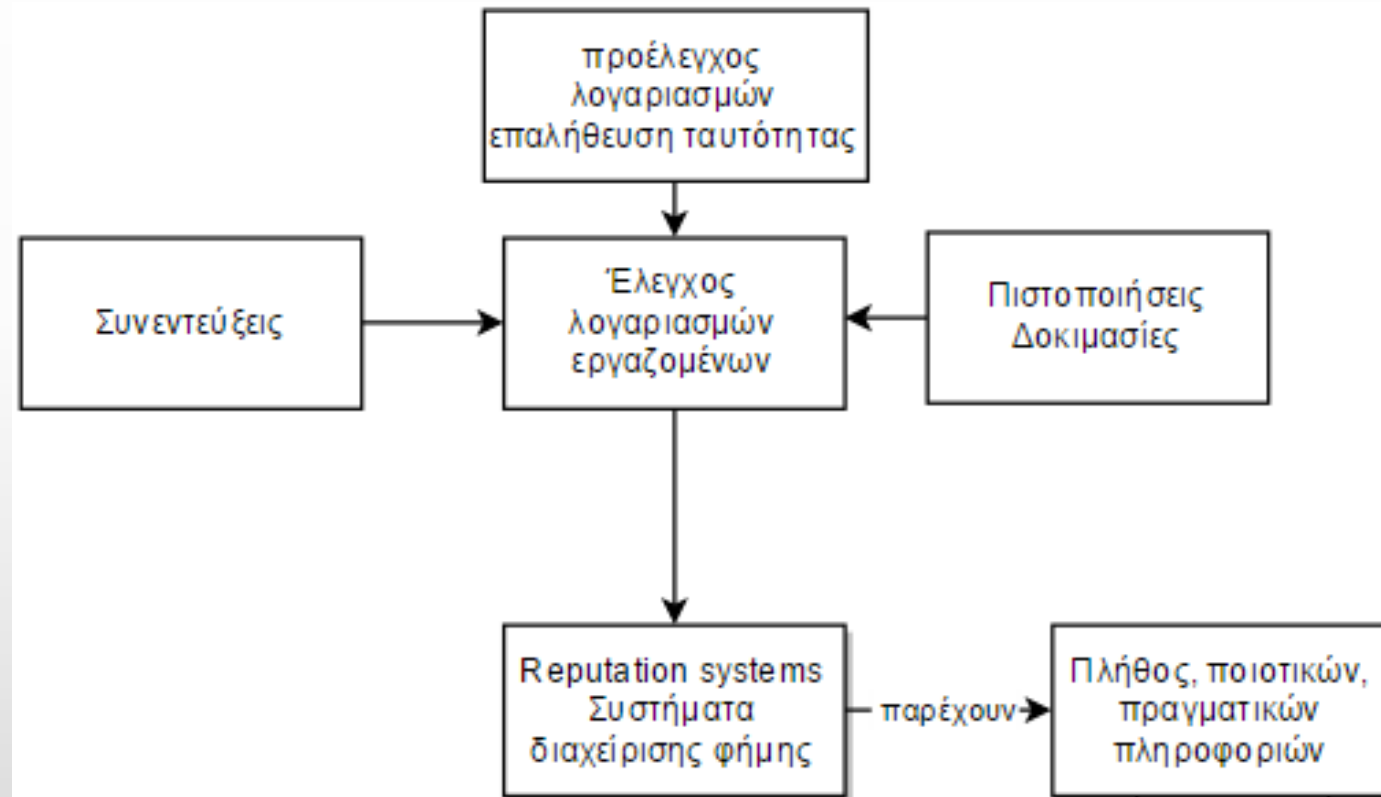 προέλεγχος
λογαριασμών
επαλήθευση ταυτότητας
Συνεντεύξεις
Έλεγχος
λογαριασμών
εργαζομένων
Πιστοποιήσεις
Δοκιμασίες
Reputation systems
Συστήματα
διαχείρισης φήμης
παρέχουν
Πλήθος, ποιοτικών,
πραγματικών
πληροφοριών